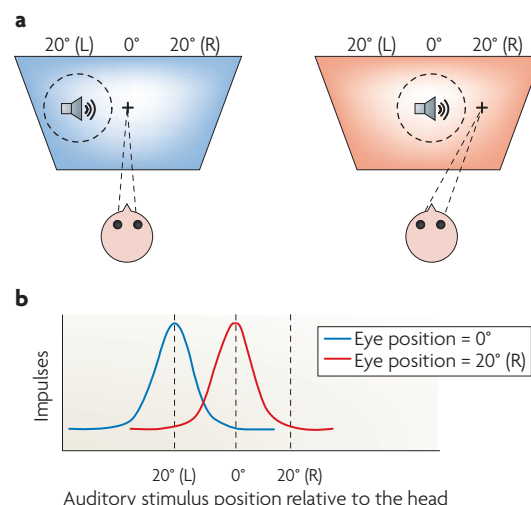 a
20° (L) 0° 20° (R)
20° (L) 0° 20° (R)
b
Impulses
Eye position = 0°
Eye position = 20° (R)
20° (L) 0° 20° (R)
Auditory stimulus position relative to the head